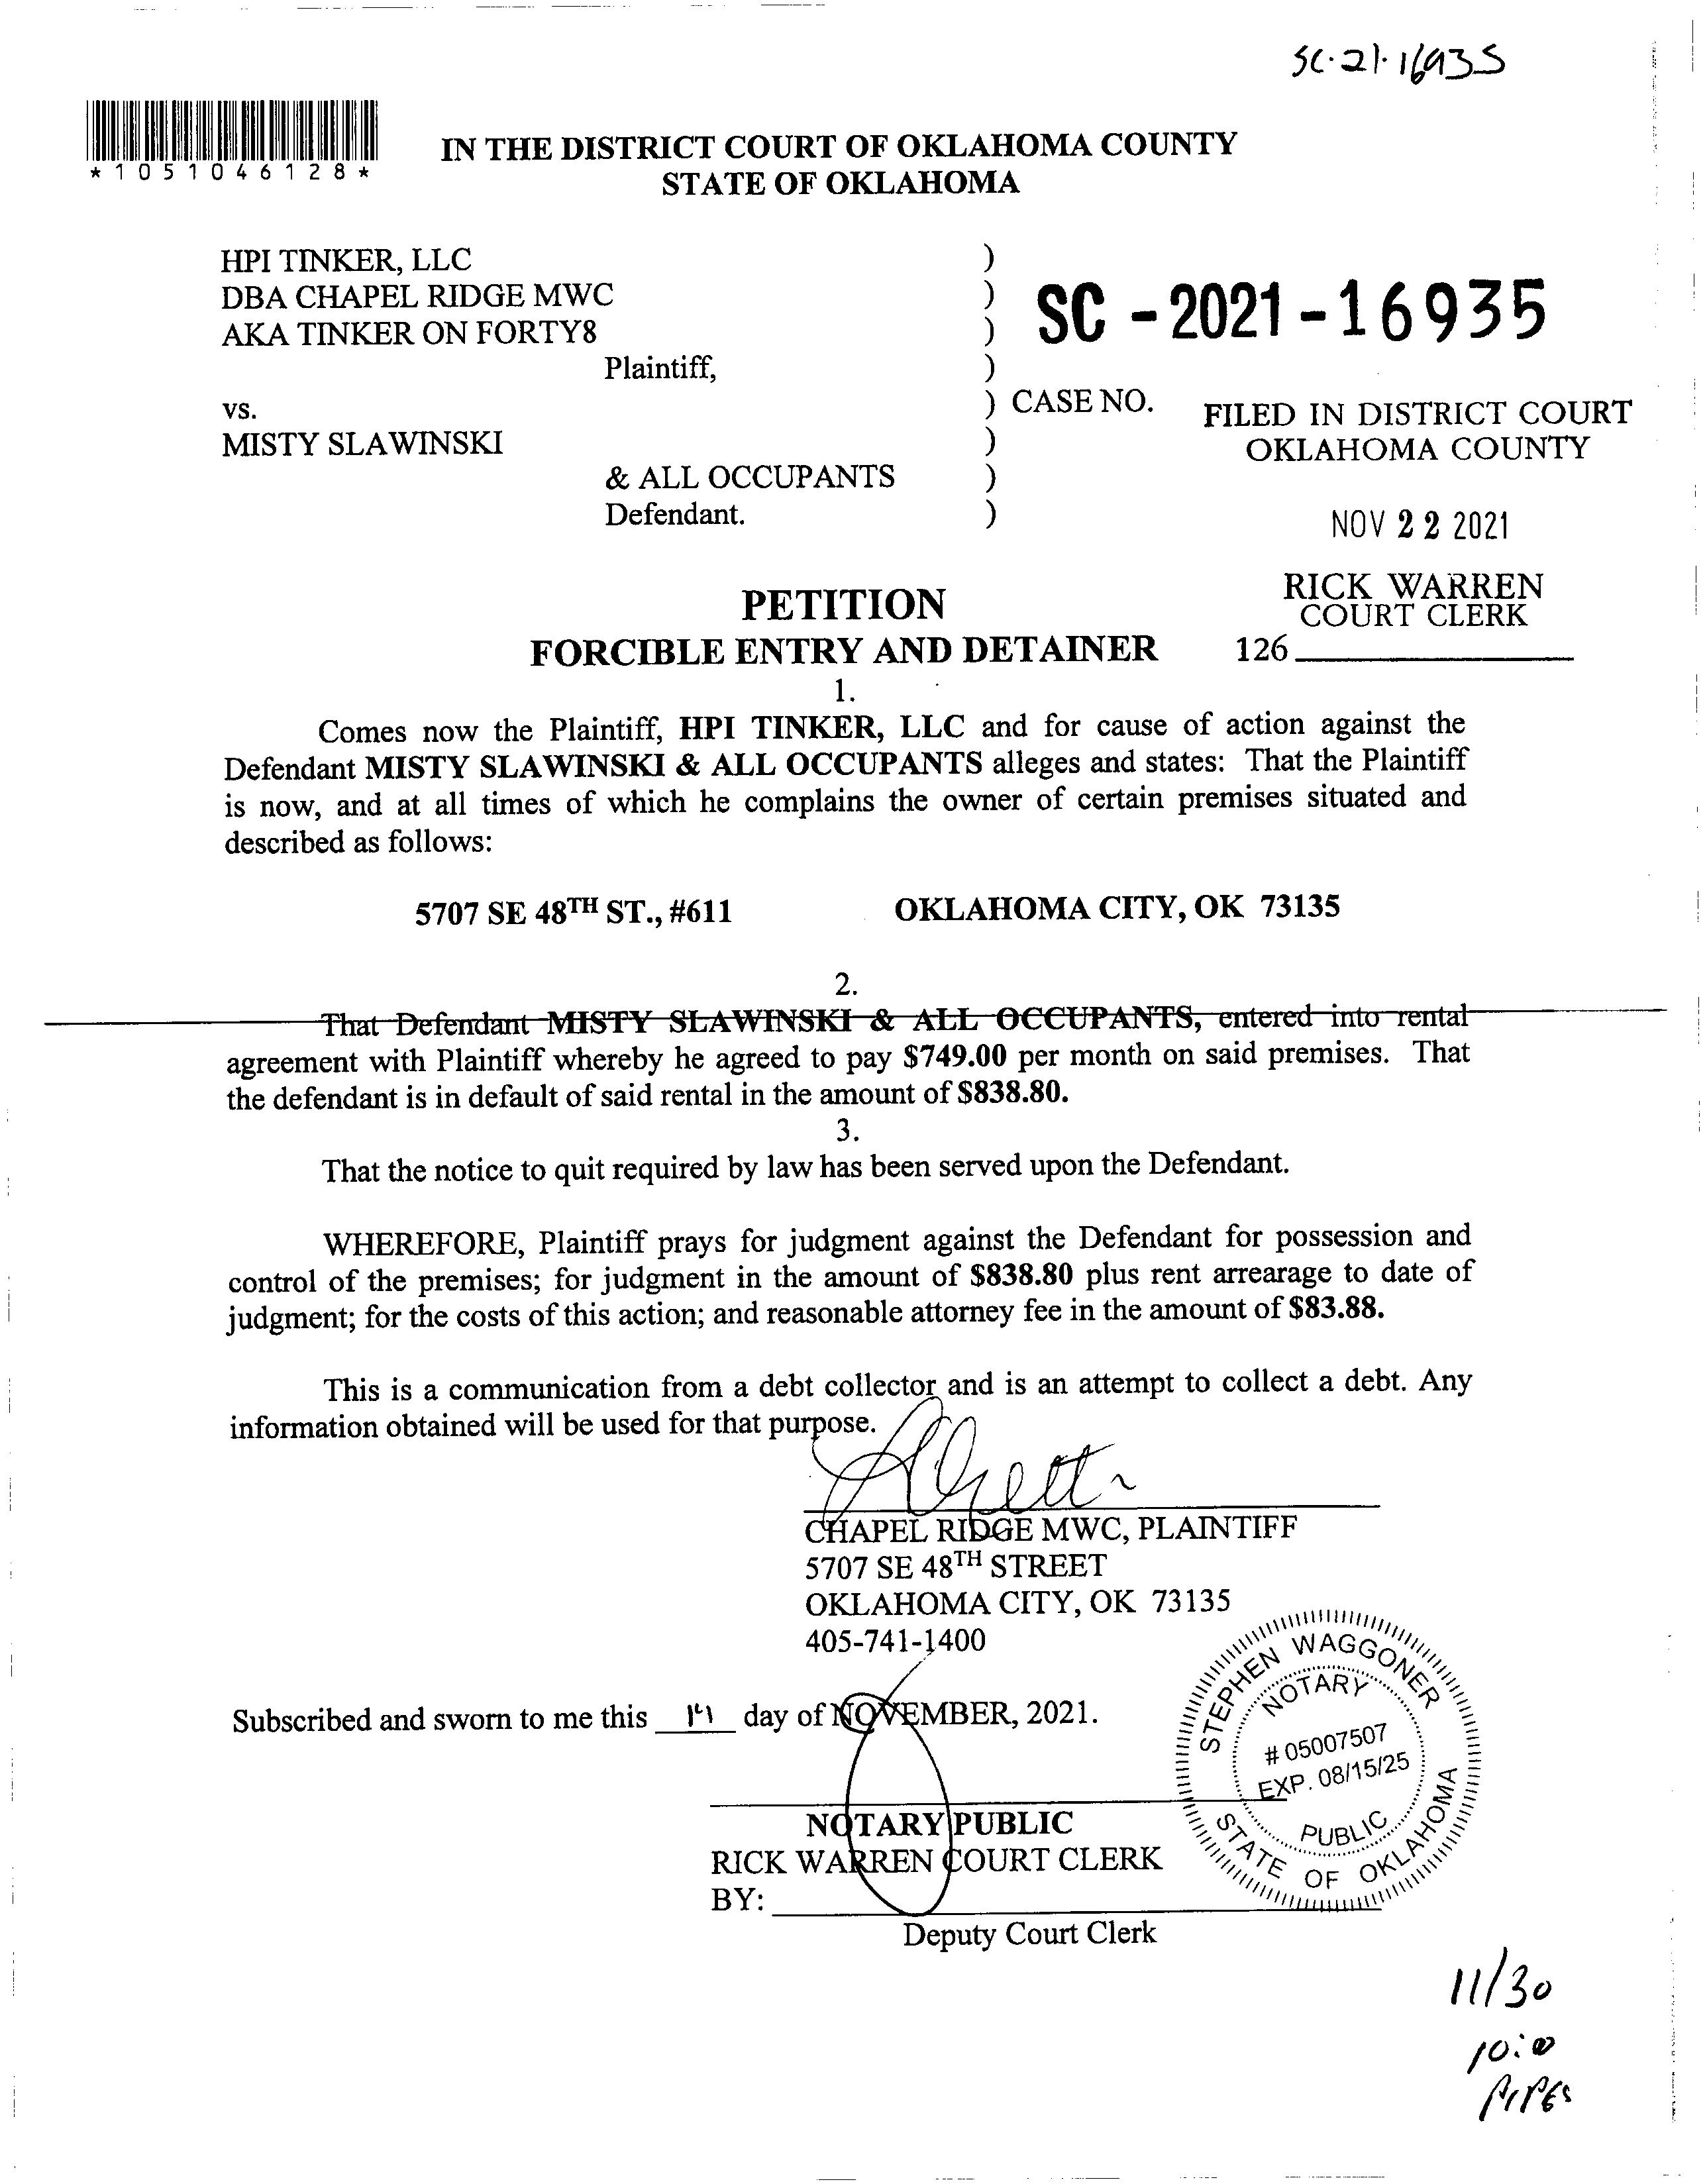 SC-21-16935
*1051046128*
IN THE DISTRICT COURT OF OKLAHOMA COUNTY
STATE OF OKLAHOMA
HPI TINKER, LLC )
DBA CHAPEL RIDGE MWC )
AKA TINKER ON FORTY8 )
SC - 2021 - 16935
Plaintiff, )
vs. ) CASE NO.
FILED IN DISTRICT COURT
MISTY SLAWINSKI )
OKLAHOMA COUNTY
& ALL OCCUPANTS )
Defendant. )
NOV 22 2021
RICK WARREN
COURT CLERK
PETITION
FORCIBLE ENTRY AND DETAINER
126
1.
Comes now the Plaintiff, HPI TINKER, LLC and for cause of action against the
Defendant MISTY SLAWINSKI & ALL OCCUPANTS alleges and states: That the Plaintiff
is now, and at all times of which he complains the owner of certain premises situated and
described as follows:
5707 SE 48TH ST., #611 OKLAHOMA CITY, OK 73135
2.
That Defendant MISTY SLAWINSKI & ALL OCCUPANTS, entered into rental
agreement with Plaintiff whereby he agreed to pay $749.00 per month on said premises. That
the defendant is in default of said rental in the amount of $838.80.
3.
That the notice to quit required by law has been served upon the Defendant.
WHEREFORE, Plaintiff prays for judgment against the Defendant for possession and
control of the premises; for judgment in the amount of $838.80 plus rent arrearage to date of
judgment; for the costs of this action; and reasonable attorney fee in the amount of $83.88.
This is a communication from a debt collector and is an attempt to collect a debt. Any
information obtained will be used for that purpose.
CHAPEL RIDGE MWC, PLAINTIFF
5707 SE 48TH STREET
OKLAHOMA CITY, OK 73135
405-741-1400
Subscribed and sworn to me this 19 day of NOVEMBER, 2021.
STEPHEN WAGGONER
NOTARY
# 05007507
EXP. 08/15/25
PUBLIC
STATE OF OKLAHOMA
NOTARY PUBLIC
RICK WARREN COURT CLERK
BY:
Deputy Court Clerk
11/30
10:00
PIPES